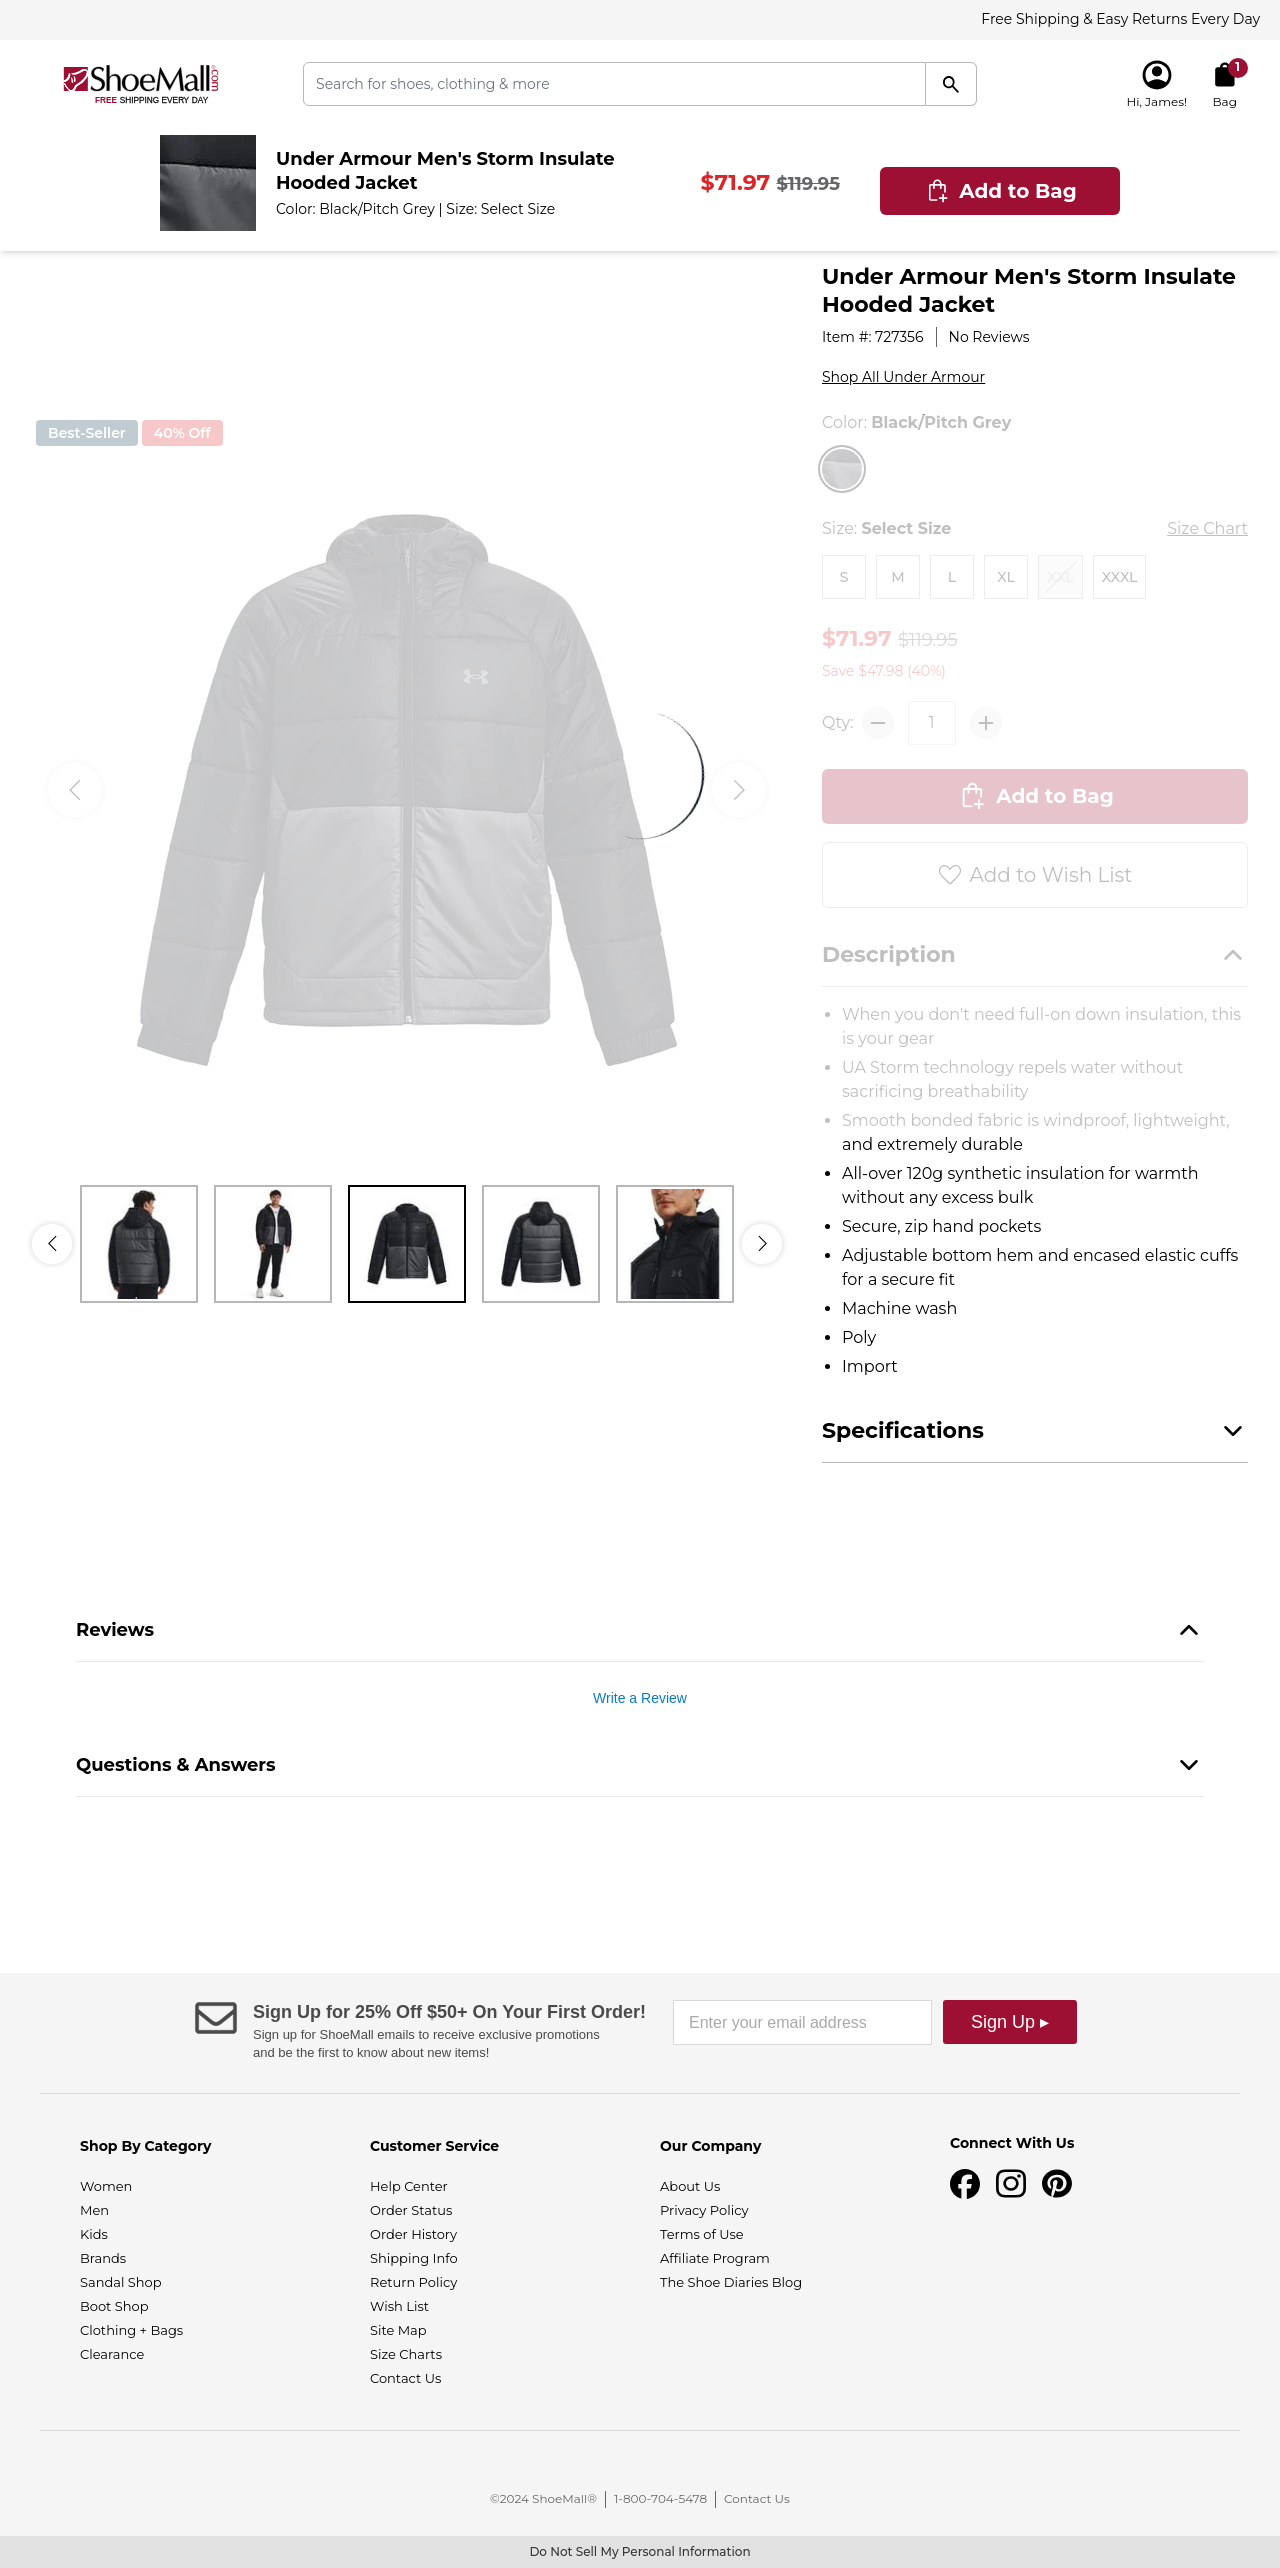 Free Shipping & Easy Returns Every Day
ShoeMall.com
FREE SHIPPING EVERY DAY
Search for shoes, clothing & more
Hi, James!
1
Bag
Under Armour Men's Storm Insulate
Hooded Jacket
Color: Black/Pitch Grey | Size: Select Size
$71.97 $119.95
Add to Bag
Under Armour Men's Storm Insulate
Hooded Jacket
Item #: 727356
No Reviews
Shop All Under Armour
Best-Seller
40% Off
Color: Black/Pitch Grey
Size: Select Size
Size Chart
S
M
L
XL
XXL
XXXL
$71.97 $119.95
Save $47.98 (40%)
Qty:
1
Add to Bag
Add to Wish List
Description
When you don't need full-on down insulation, this
is your gear
UA Storm technology repels water without
sacrificing breathability
Smooth bonded fabric is windproof, lightweight,
and extremely durable
All-over 120g synthetic insulation for warmth
without any excess bulk
Secure, zip hand pockets
Adjustable bottom hem and encased elastic cuffs
for a secure fit
Machine wash
Poly
Import
Specifications
Reviews
Write a Review
Questions & Answers
Sign Up for 25% Off $50+ On Your First Order!
Sign up for ShoeMall emails to receive exclusive promotions
and be the first to know about new items!
Enter your email address
Sign Up ▸
Shop By Category
Women
Men
Kids
Brands
Sandal Shop
Boot Shop
Clothing + Bags
Clearance
Customer Service
Help Center
Order Status
Order History
Shipping Info
Return Policy
Wish List
Site Map
Size Charts
Contact Us
Our Company
About Us
Privacy Policy
Terms of Use
Affiliate Program
The Shoe Diaries Blog
Connect With Us
©2024 ShoeMall®
1-800-704-5478
Contact Us
Do Not Sell My Personal Information